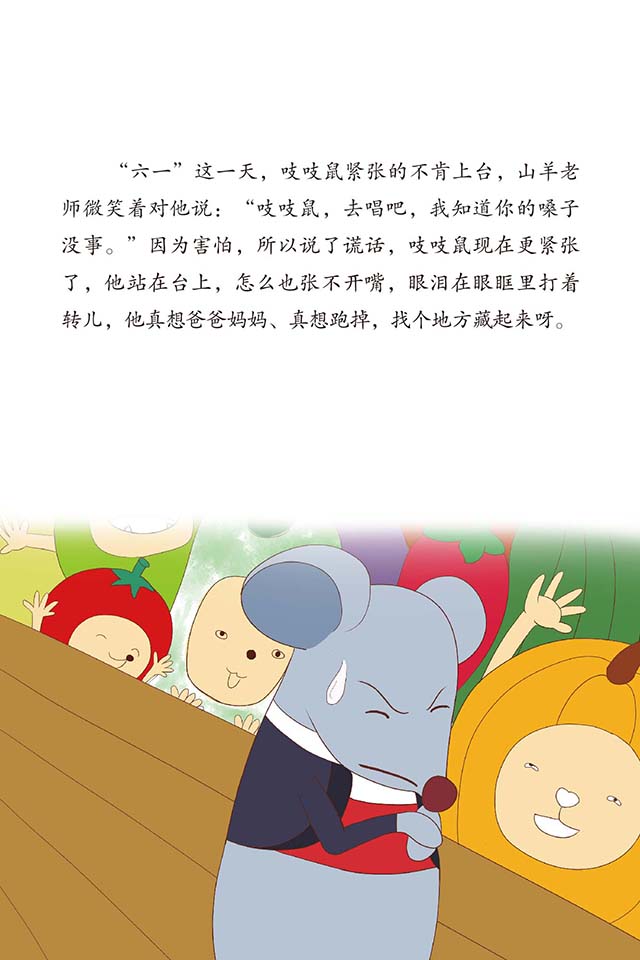 “六一”这一天，吱吱鼠紧张的不肯上台，山羊老
师微笑着对他说：“吱吱鼠，去唱吧，我知道你的嗓子
没事。”因为害怕，所以说了谎话，吱吱鼠现在更紧张
了，他站在台上，怎么也张不开嘴，眼泪在眼眶里打着
转儿，他真想爸爸妈妈、真想跑掉，找个地方藏起来呀。